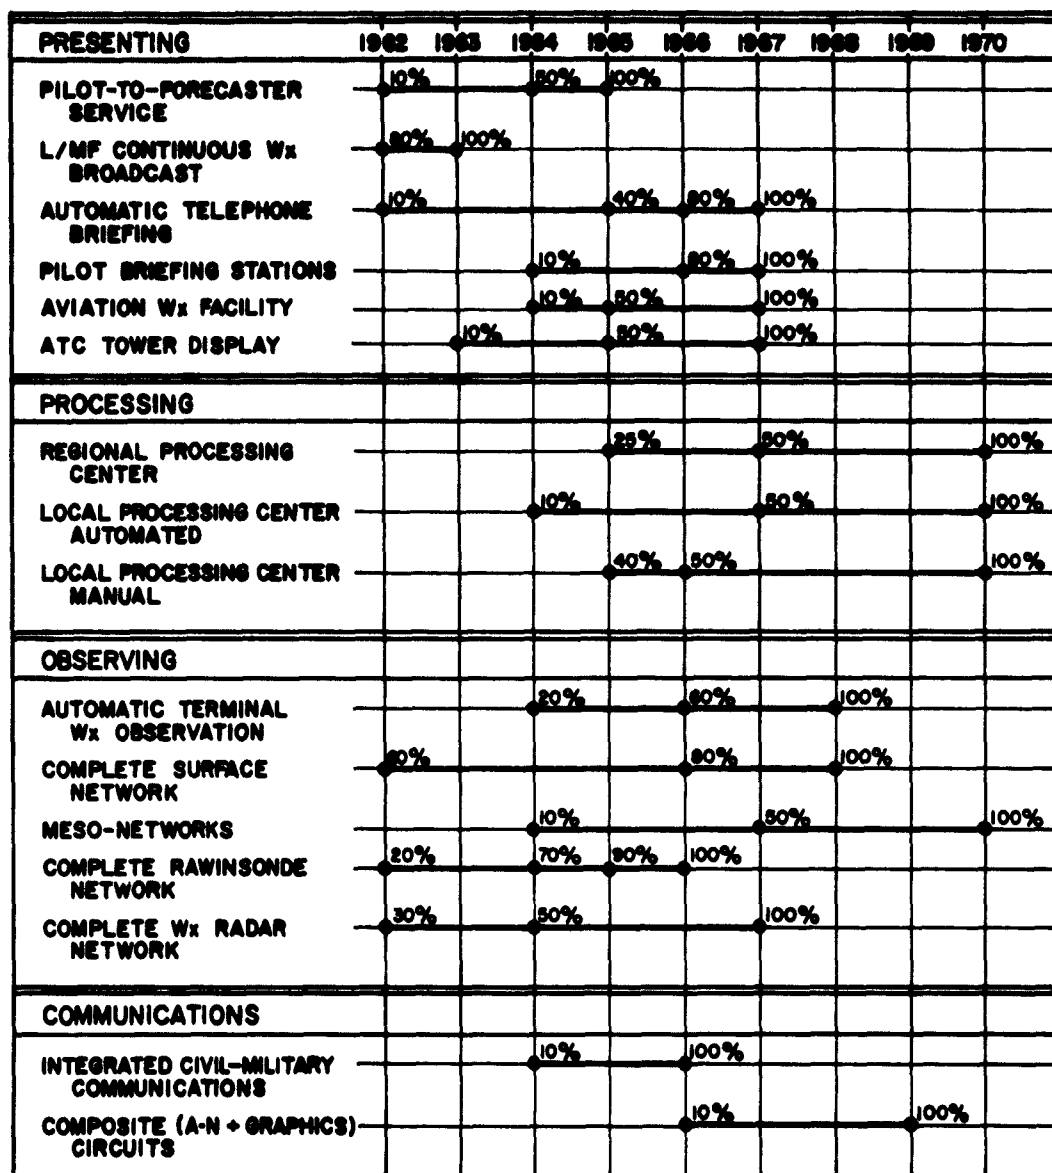 PRESENTING 1962 1963 1964 1965 1966 1967 1968 1969 1970
PILOT-TO-FORECASTER 10% 50% 100%
SERVICE
L/MF CONTINUOUS Wx 100%
BROADCAST
AUTOMATIC TELEPHONE 10% 40% 80% 100%
BRIEFING
PILOT BRIEFING STATIONS 10% 100%
AVIATION Wx FACILITY 10% 50% 100%
ATC TOWER DISPLAY 10% 50% 100%
PROCESSING
REGIONAL PROCESSING 25% 50% 100%
CENTER
LOCAL PROCESSING CENTER 10% 50% 100%
AUTOMATED
LOCAL PROCESSING CENTER 40% 50% 100%
MANUAL
OBSERVING
AUTOMATIC TERMINAL 20% 60% 100%
Wx OBSERVATION
COMPLETE SURFACE 100%
NETWORK
MESO-NETWORKS 10% 50% 100%
COMPLETE RAWINSONDE 20% 70% 90% 100%
NETWORK
COMPLETE Wx RADAR 30% 50% 100%
NETWORK
COMMUNICATIONS
INTEGRATED CIVIL-MILITARY 10% 100%
COMMUNICATIONS
COMPOSITE (A-N + GRAPHICS) 10% 100%
CIRCUITS